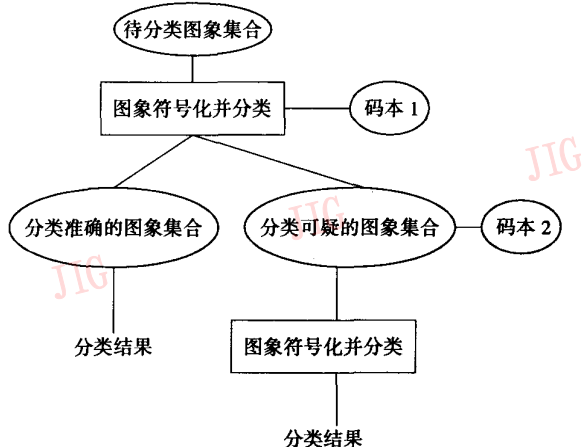 待分类图象集合
图象符号化并分类
码本 1
JIG
分类准确的图象集合
分类可疑的图象集合
JIG
码本 2
JIG
分类结果
图象符号化并分类
分类结果